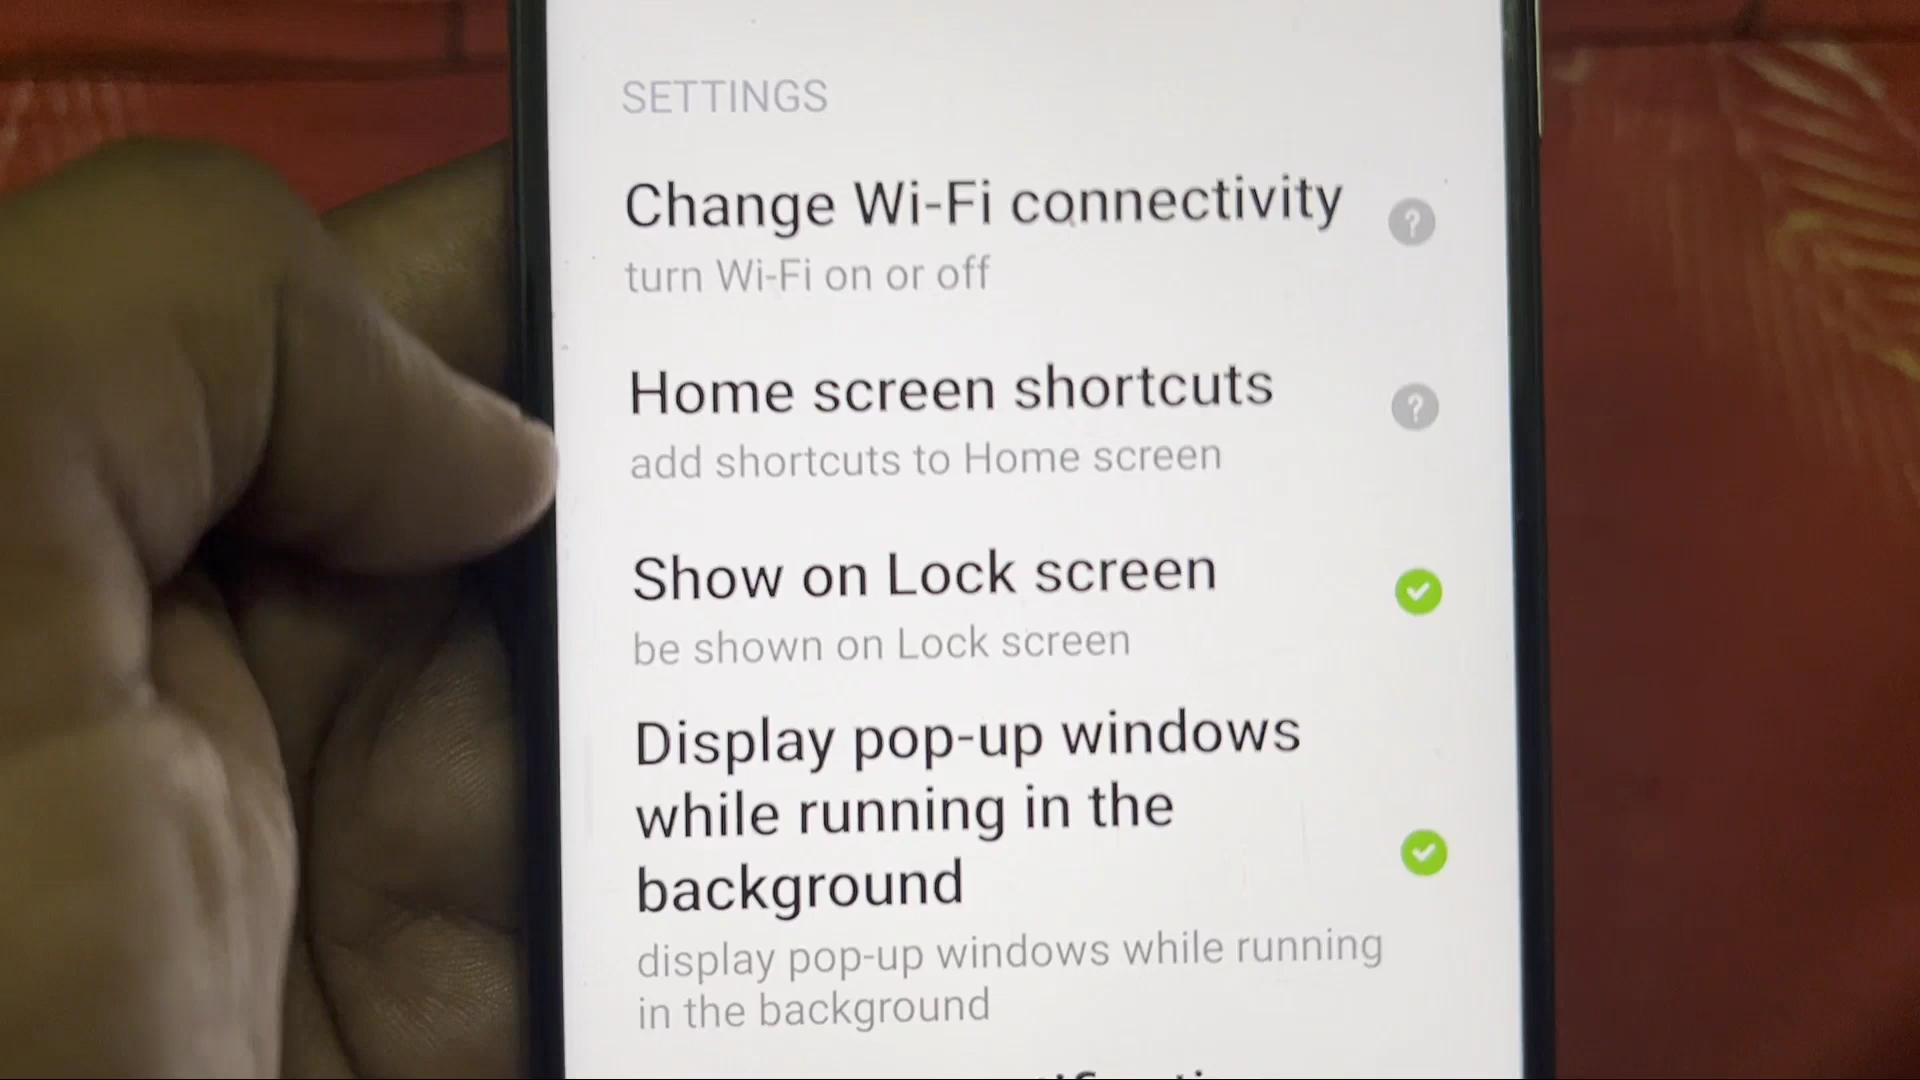 SETTINGS
Change Wi-Fi connectivity
turn Wi-Fi on or off
Home screen shortcuts
add shortcuts to Home screen
Show on Lock screen
be shown on Lock screen
Display pop-up windows
while running in the
background
display pop-up windows while running
in the background